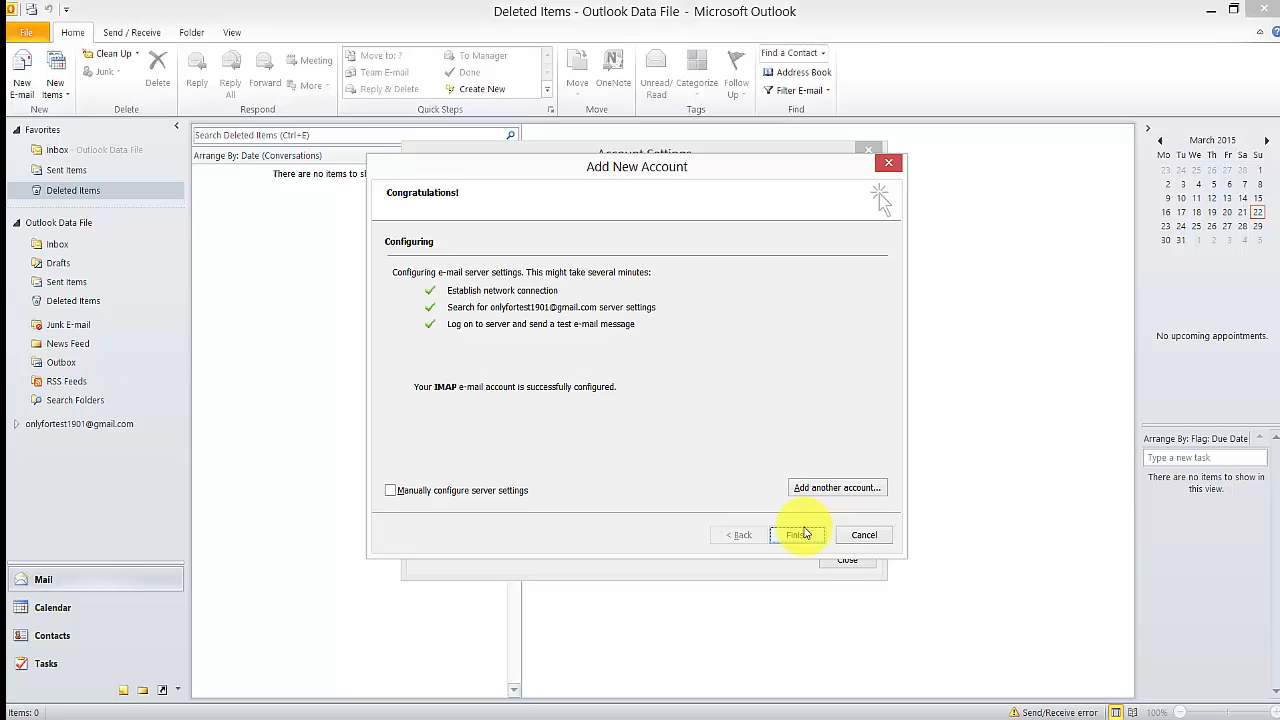 Deleted Items - Outlook Data File - Microsoft Outlook
File Home Send / Receive Folder View
New E-mail
New Items
New
Clean Up
Junk
Delete
Delete
Reply
Reply All
Forward
Meeting
More
Respond
Move to: ?
Team E-mail
Reply & Delete
To Manager
Done
Create New
Quick Steps
Move
OneNote
Move
Unread/ Read
Categorize
Follow Up
Tags
Find a Contact
Address Book
Filter E-mail
Find
Favorites
Inbox - Outlook Data File
Sent Items
Deleted Items
Outlook Data File
Inbox
Drafts
Sent Items
Deleted Items
Junk E-mail
News Feed
Outbox
RSS Feeds
Search Folders
onlyfortest1901@gmail.com
Mail
Calendar
Contacts
Tasks
Search Deleted Items (Ctrl+E)
Arrange By: Date (Conversations)
There are no items to sh
Account Settings
Add New Account
Congratulations!
Configuring
Configuring e-mail server settings. This might take several minutes:
Establish network connection
Search for onlyfortest1901@gmail.com server settings
Log on to server and send a test e-mail message
Your IMAP e-mail account is successfully configured.
Manually configure server settings
Add another account...
< Back Finish Cancel
Close
March 2015
Mo Tu We Th Fr Sa Su
23 24 25 26 27 28 1
2 3 4 5 6 7 8
9 10 11 12 13 14 15
16 17 18 19 20 21 22
23 24 25 26 27 28 29
30 31 1 2 3 4 5
No upcoming appointments.
Arrange By: Flag: Due Date
Type a new task
There are no items to show in
this view.
Items: 0
Send/Receive error
100%